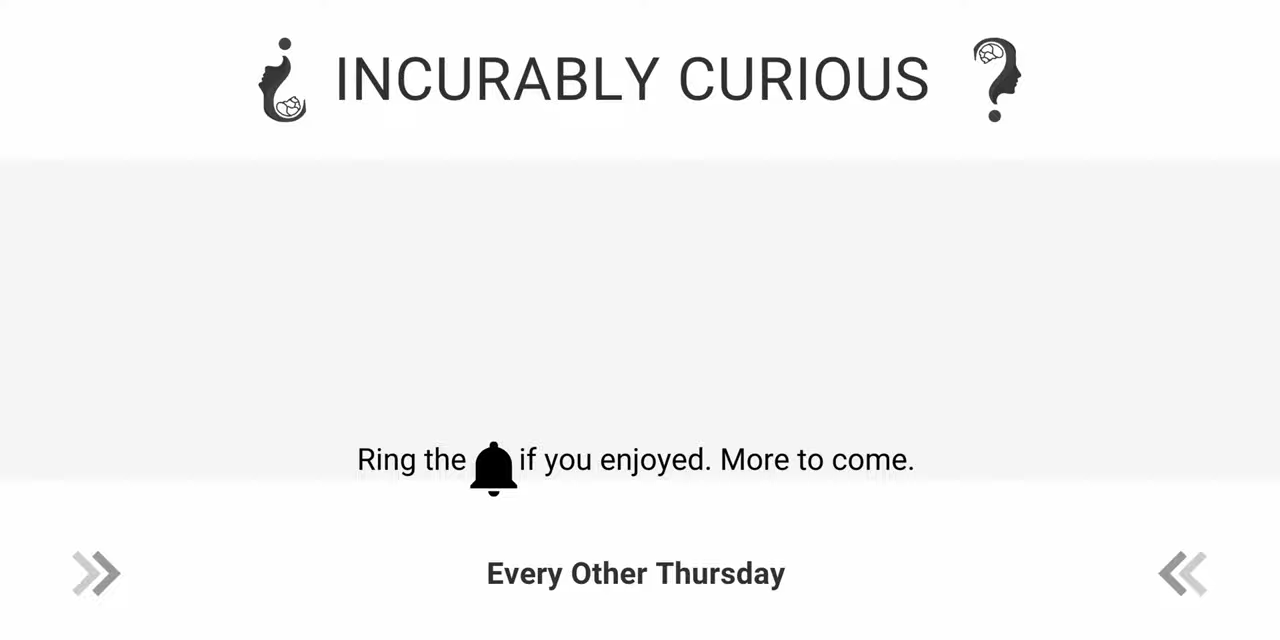 INCURABLY CURIOUS
Ring the if you enjoyed. More to come.
Every Other Thursday